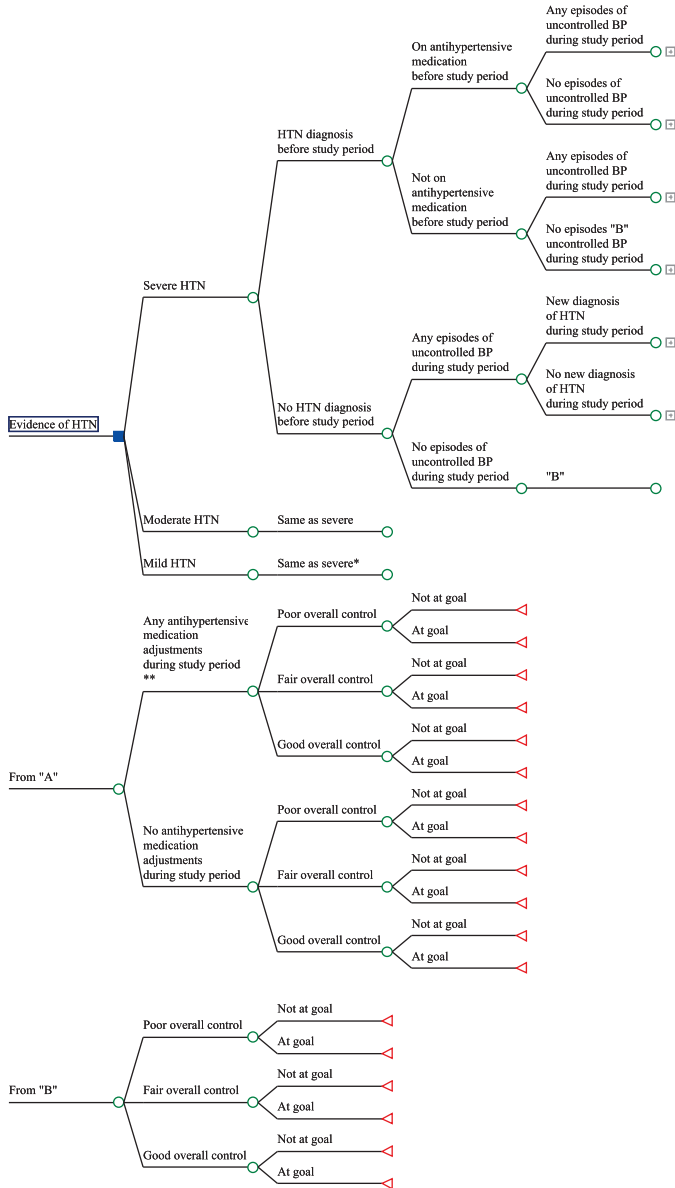 Any episodes of
uncontrolled BP
during study period
On antihypertensive
medication
before study period
No episodes of
uncontrolled BP
during study period
HTN diagnosis
before study period
Any episodes of
uncontrolled BP
during study period
Not on
antihypertensive
medication
before study period
No episodes "B"
uncontrolled BP
during study period
Severe HTN
New diagnosis
of HTN
during study period
Any episodes of
uncontrolled BP
during study period
No new diagnosis
of HTN
during study period
No HTN diagnosis
before study period
Evidence of HTN
No episodes of
uncontrolled BP
during study period
"B"
Moderate HTN
Same as severe
Mild HTN
Same as severe*
Any antihypertensive
medication
adjustments
during study period
**
Poor overall control
Not at goal
At goal
Fair overall control
Not at goal
At goal
Good overall control
Not at goal
At goal
From "A"
No antihypertensive
medication
adjustments
during study period
Poor overall control
Not at goal
At goal
Fair overall control
Not at goal
At goal
Good overall control
Not at goal
At goal
Poor overall control
Not at goal
At goal
From "B"
Fair overall control
Not at goal
At goal
Good overall control
Not at goal
At goal